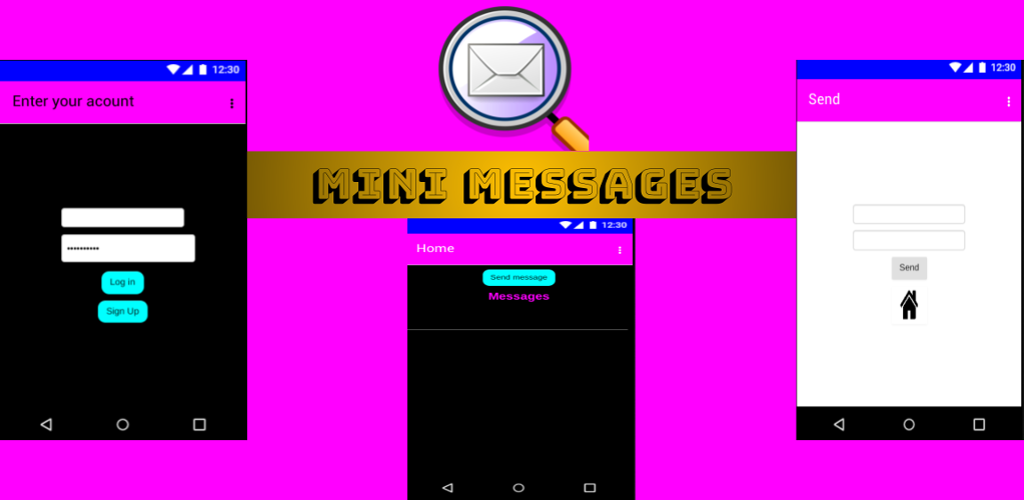 12:30
Enter your acount
••••••••••
Log in
Sign Up
MINI MESSAGES
12:30
Home
Send message
Messages
12:30
Send
Send